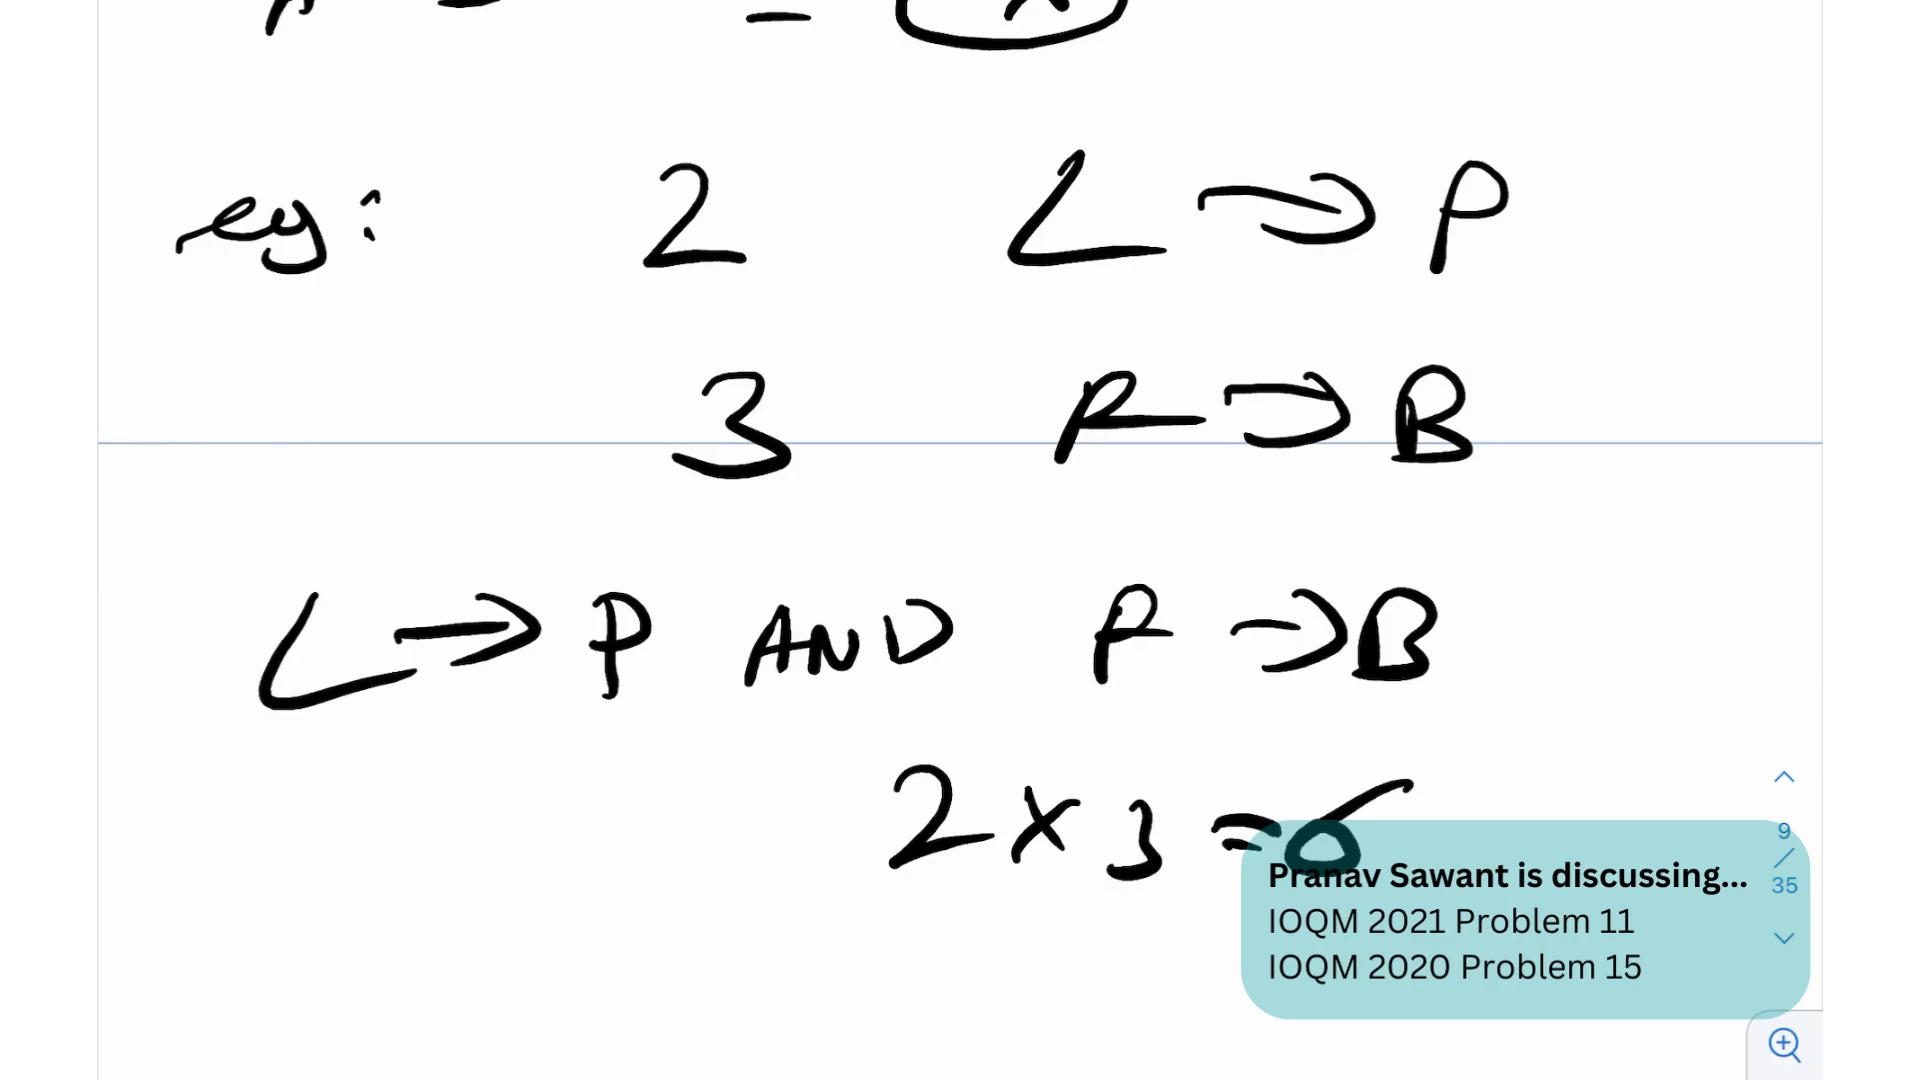 eg: 2 L → P
3 R → B
L → P AND R → B
2 × 3 = 6
9
/
35
Pranav Sawant is discussing...
IOQM 2021 Problem 11
IOQM 2020 Problem 15